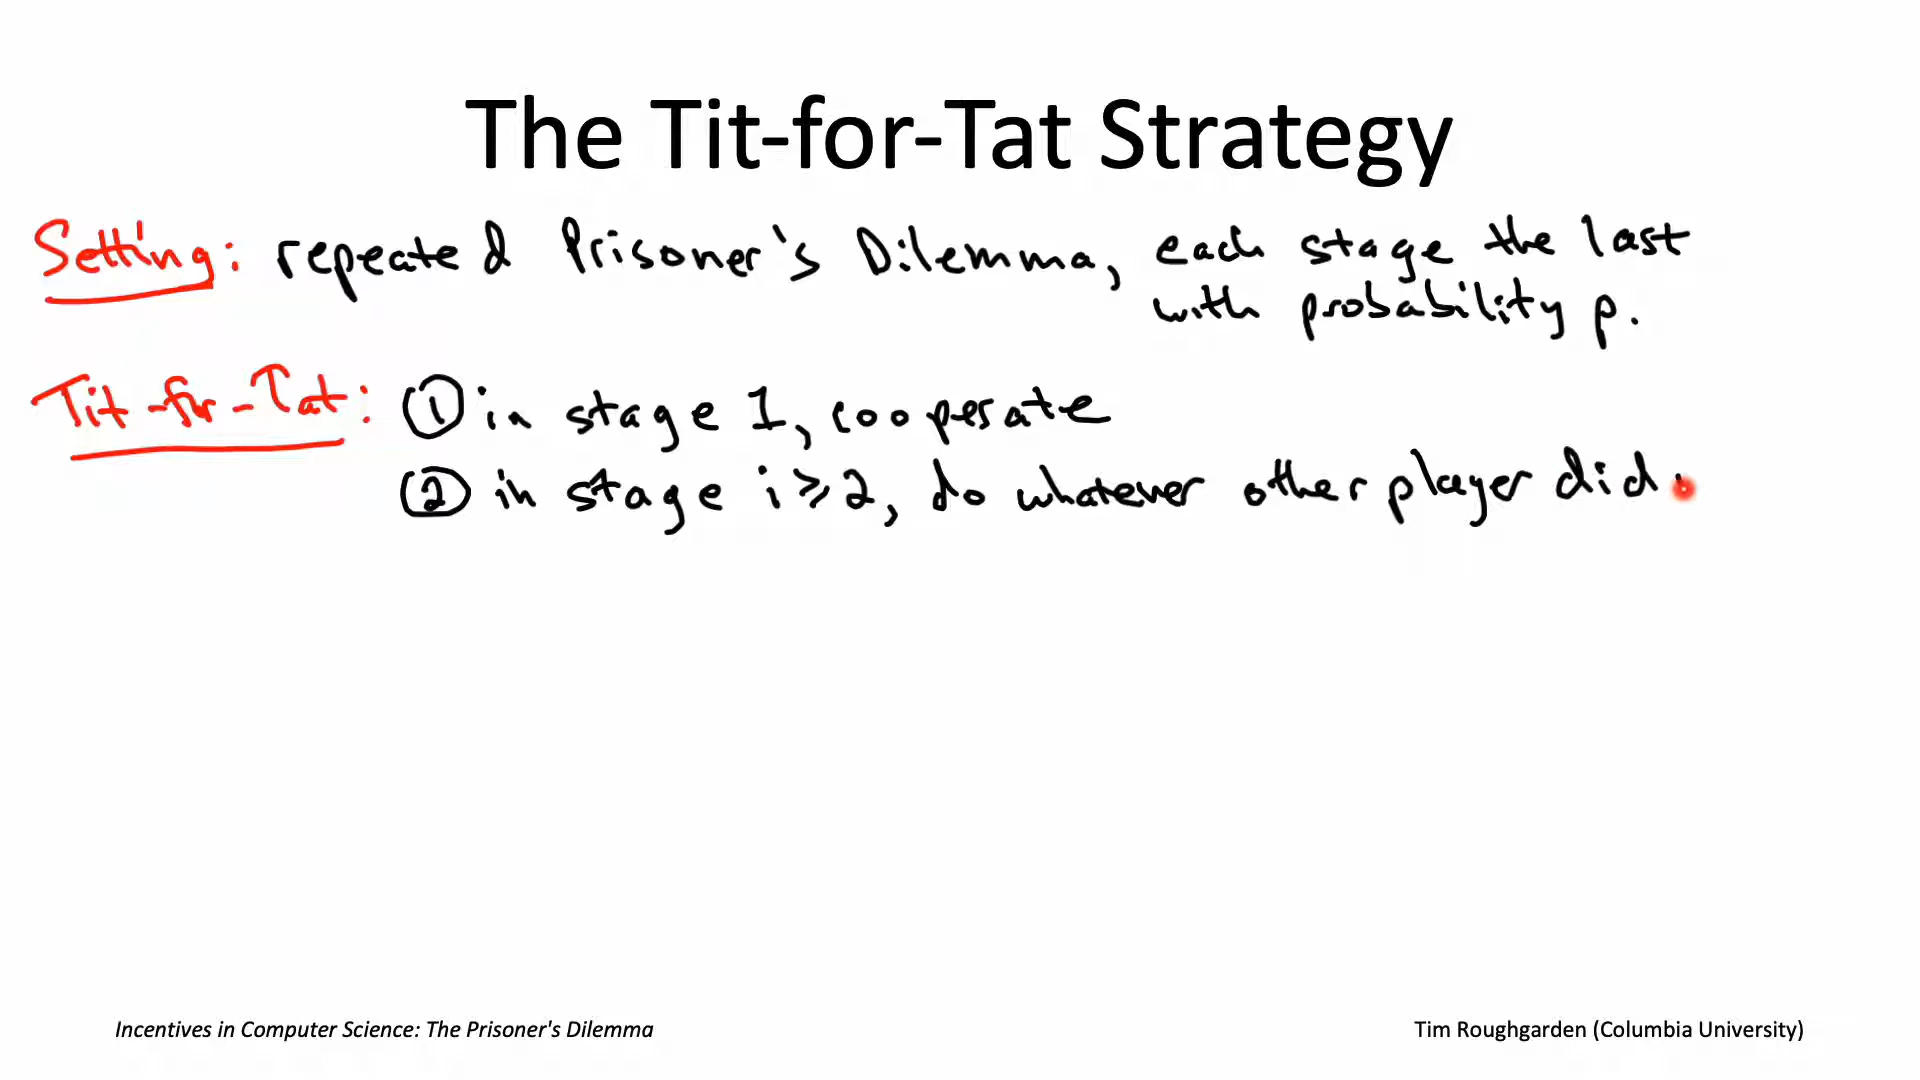 The Tit-for-Tat Strategy
Setting: repeated Prisoner's Dilemma, each stage the last
with probability p.
Tit-for-Tat: ① in stage 1, cooperate
② in stage i ≥ 2, do whatever other player did
Incentives in Computer Science: The Prisoner's Dilemma
Tim Roughgarden (Columbia University)